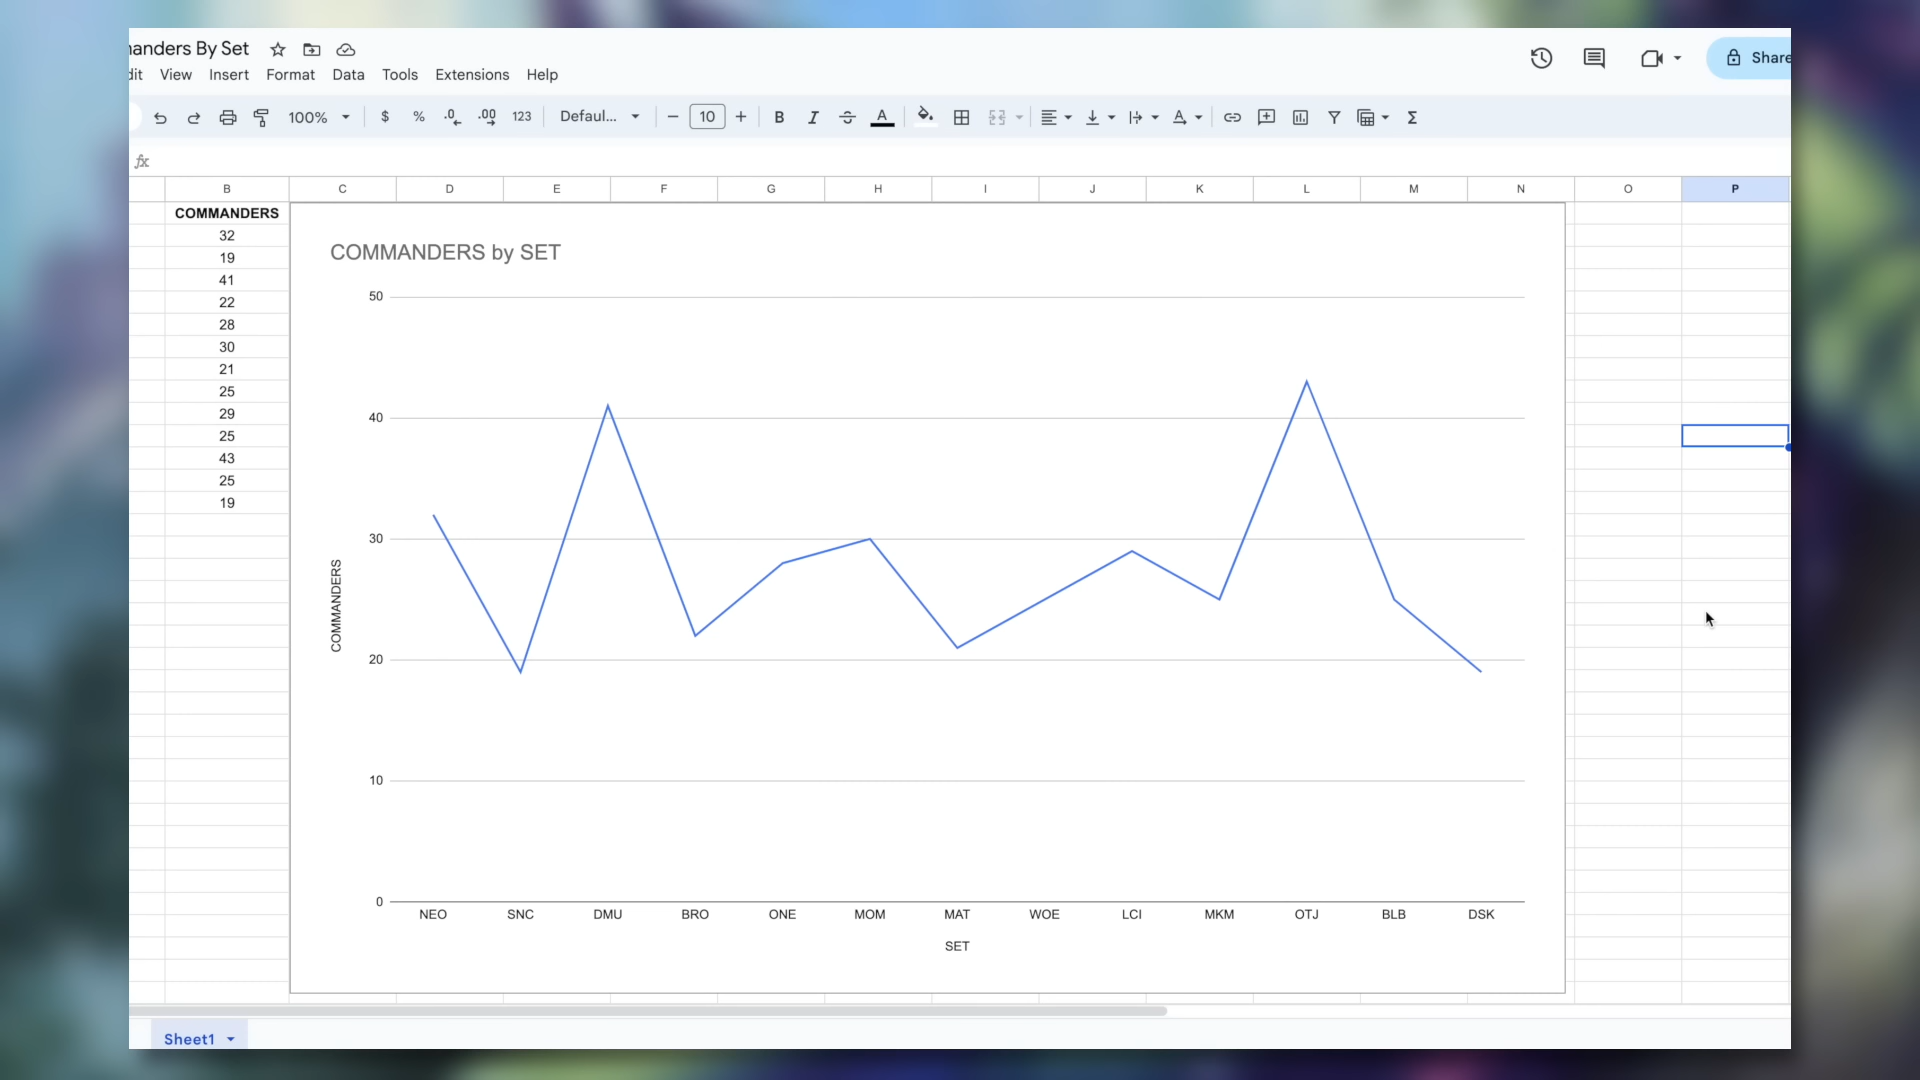 nanders By Set
dit View Insert Format Data Tools Extensions Help
Share
100% $ % .0 .00 123 Defaul... 10 B I A Σ
fx
B C D E F G H I J K L M N O P
COMMANDERS
32
19
41
22
28
30
21
25
29
25
43
25
19
COMMANDERS by SET
50
40
30
20
10
0
COMMANDERS
NEO SNC DMU BRO ONE MOM MAT WOE LCI MKM OTJ BLB DSK
SET
Sheet1